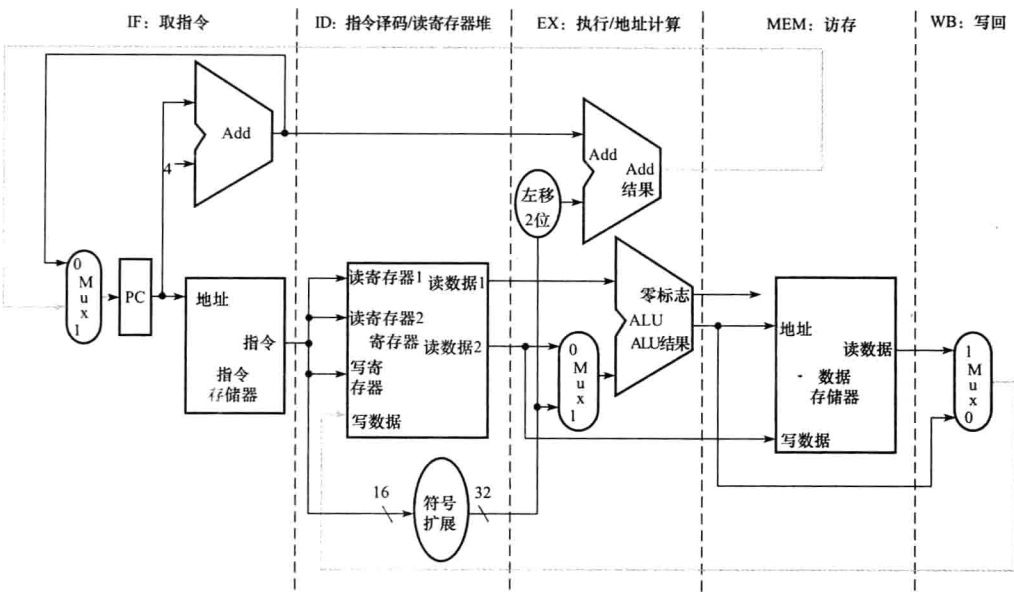 IF：取指令
ID：指令译码/读寄存器堆
EX：执行/地址计算
MEM：访存
WB：写回
Add
4
Add
Add
结果
左移
2位
0
M
u
x
1
PC
地址
指令
指令
存储器
读寄存器1
读数据1
读寄存器2
寄存器
读数据2
写寄
存器
写数据
零标志
ALU
ALU结果
0
M
u
x
1
地址
读数据
数据
存储器
写数据
1
M
u
x
0
16
符号
扩展
32